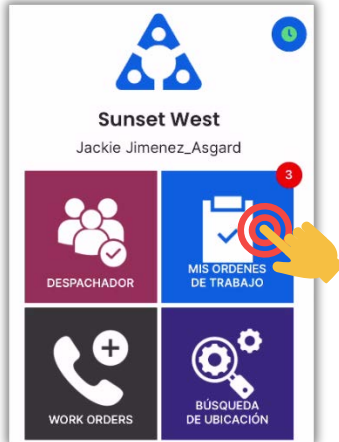 Sunset West
Jackie Jimenez_Asgard
3
DESPACHADOR
MIS ORDENES
DE TRABAJO
WORK ORDERS
BÚSQUEDA
DE UBICACIÓN